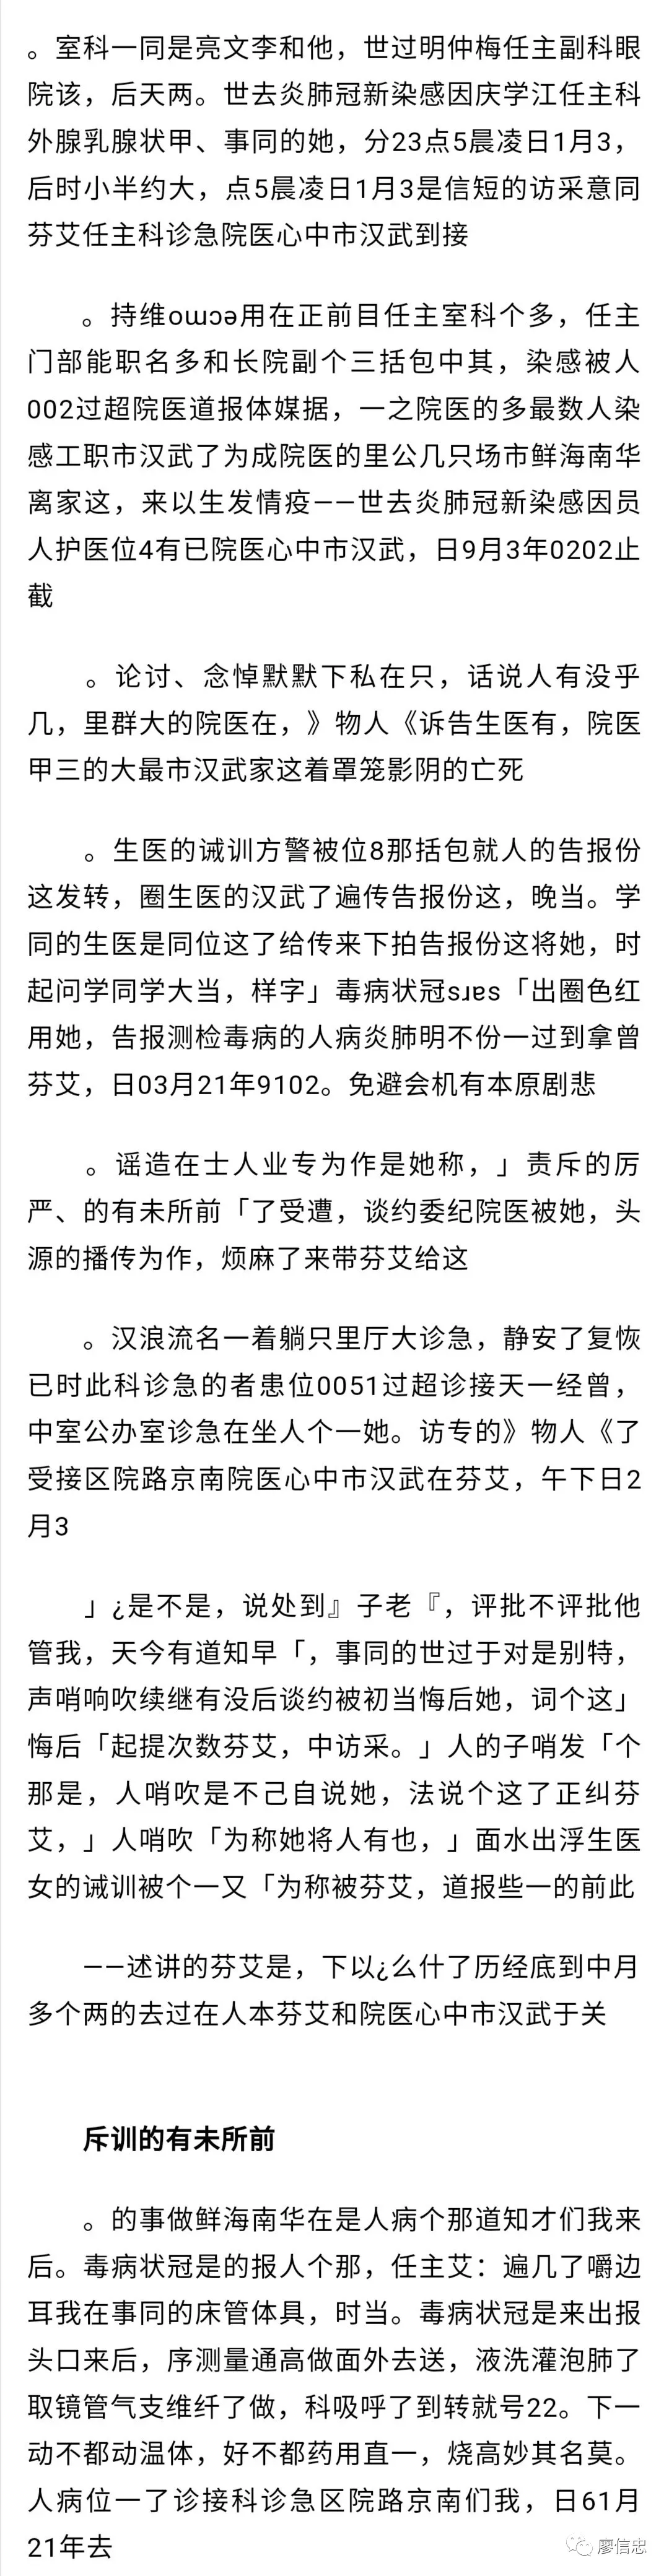 。室科一同是亮文李和他，世过明仲梅任主副科眼
院该，后天两。世去炎肺冠新染感因庆学江任主科
外腺乳腺状甲、事同的她，分23点5晨凌日1月3，
后时小半约大，点5晨凌日1月3是信短的访采意同
芬艾任主科诊急院医心中市汉武到接
。持维oɯɔǝ用在正前目任主室科个多，任主
门部能职名多和长院副个三括包中其，染感被人
002过超院医道报体媒据，一之院医的多最数人染
感工职市汉武了为成院医的里公几只场市鲜海南华
离家这，来以生发情疫——世去炎肺冠新染感因员
人护医位4有已院医心中市汉武，日9月3年0202止
截
。论讨、念悼默默下私在只，话说人有没乎
几，里群大的院医在，》物人《诉告生医有，院医
甲三的大最市汉武家这着罩笼影阴的亡死
。生医的诫训方警被位8那括包就人的告报份
这发转，圈生医的汉武了遍传告报份这，晚当。学
同的生医是同位这了给传来下拍告报份这将她，时
起问学同学大当，样字」毒病状冠sɹɐs「出圈色红
用她，告报测检毒病的人病炎肺明不份一过到拿曾
芬艾，日03月21年9102。免避会机有本原剧悲
。谣造在士人业专为作是她称，」责斥的厉
严、的有未所前「了受遭，谈约委纪院医被她，头
源的播传为作，烦麻了来带芬艾给这
。汉浪流名一着躺只里厅大诊急，静安了复恢
已时此科诊急的者患位0051过超诊接天一经曾，
中室公办室诊急在坐人个一她。访专的》物人《了
受接区院路京南院医心中市汉武在芬艾，午下日2
月3
」¿是不是，说处到』子老『，评批不评批他
管我，天今有道知早「，事同的世过于对是别特，
声哨响吹续继有没后谈约被初当悔后她，词个这」
悔后「起提次数芬艾，中访采。」人的子哨发「个
那是，人哨吹是不己自说她，法说个这了正纠芬
艾，」人哨吹「为称她将人有也，」面水出浮生医
女的诫训被个一又「为称被芬艾，道报些一的前此
——述讲的芬艾是，下以¿么什了历经底到中月
多个两的去过在人本芬艾和院医心中市汉武于关
斥训的有未所前
。的事做鲜海南华在是人病个那道知才们我来
后。毒病状冠是的报人个那，任主艾：遍几了嚼边
耳我在事同的床管体具，时当。毒病状冠是来出报
头口来后，序测量通高做面外去送，液洗灌泡肺了
取镜管气支维纤了做，科吸呼了到转就号22。下一
动不都动温体，好不都药用直一，烧高妙其名莫。
人病位一了诊接科诊急区院路京南们我，日61月
21年去
廖信忠